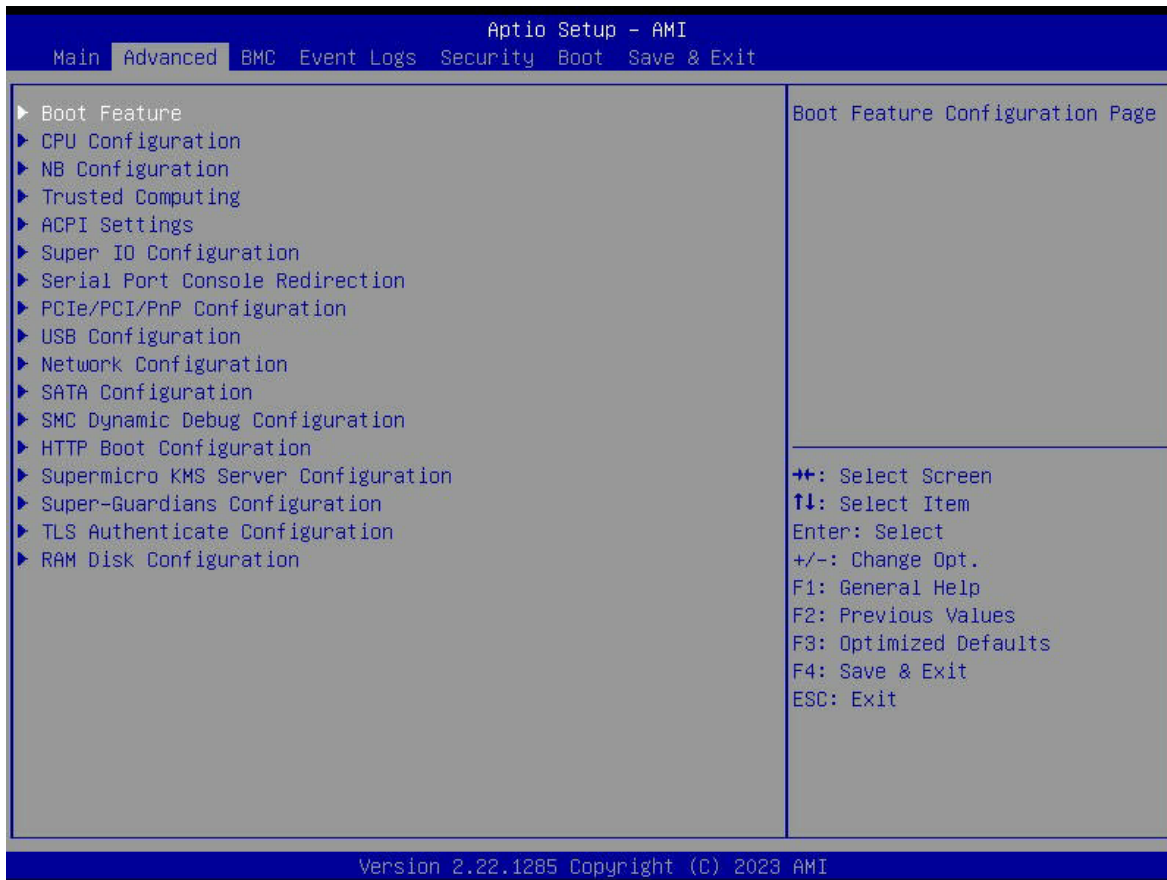 Aptio Setup – AMI
Main Advanced BMC Event Logs Security Boot Save & Exit
▶ Boot Feature
▶ CPU Configuration
▶ NB Configuration
▶ Trusted Computing
▶ ACPI Settings
▶ Super IO Configuration
▶ Serial Port Console Redirection
▶ PCIe/PCI/PnP Configuration
▶ USB Configuration
▶ Network Configuration
▶ SATA Configuration
▶ SMC Dynamic Debug Configuration
▶ HTTP Boot Configuration
▶ Supermicro KMS Server Configuration
▶ Super-Guardians Configuration
▶ TLS Authenticate Configuration
▶ RAM Disk Configuration
Boot Feature Configuration Page
→←: Select Screen
↑↓: Select Item
Enter: Select
+/-: Change Opt.
F1: General Help
F2: Previous Values
F3: Optimized Defaults
F4: Save & Exit
ESC: Exit
Version 2.22.1285 Copyright (C) 2023 AMI